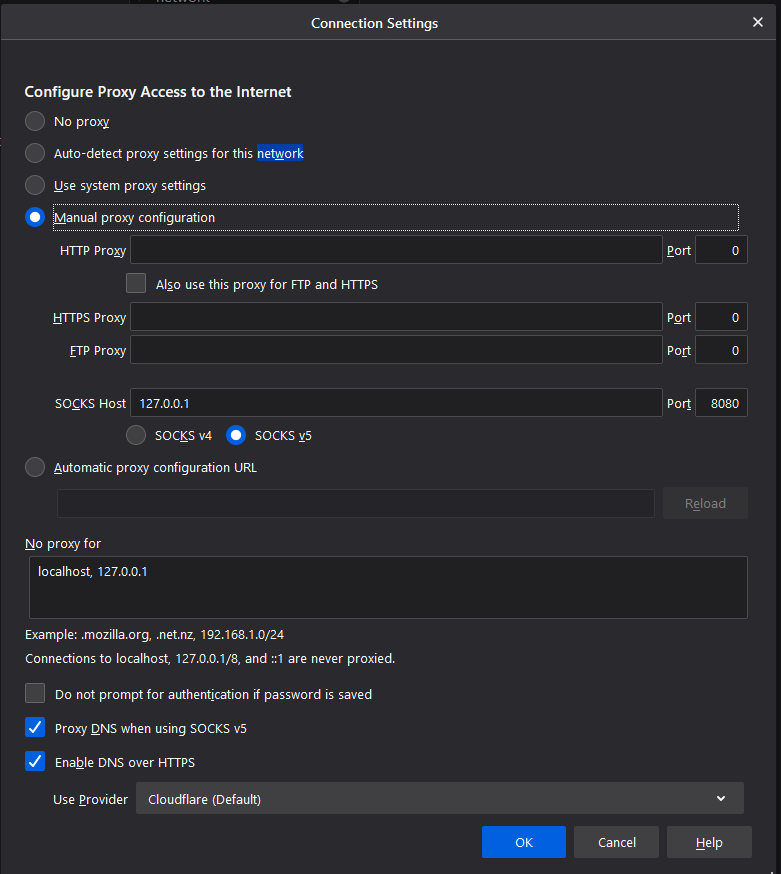 Connection Settings
Configure Proxy Access to the Internet
No proxy
Auto-detect proxy settings for this network
Use system proxy settings
Manual proxy configuration
HTTP Proxy Port 0
Also use this proxy for FTP and HTTPS
HTTPS Proxy Port 0
FTP Proxy Port 0
SOCKS Host 127.0.0.1 Port 8080
SOCKS v4 SOCKS v5
Automatic proxy configuration URL
Reload
No proxy for
localhost, 127.0.0.1
Example: .mozilla.org, .net.nz, 192.168.1.0/24
Connections to localhost, 127.0.0.1/8, and ::1 are never proxied.
Do not prompt for authentication if password is saved
Proxy DNS when using SOCKS v5
Enable DNS over HTTPS
Use Provider Cloudflare (Default)
OK Cancel Help